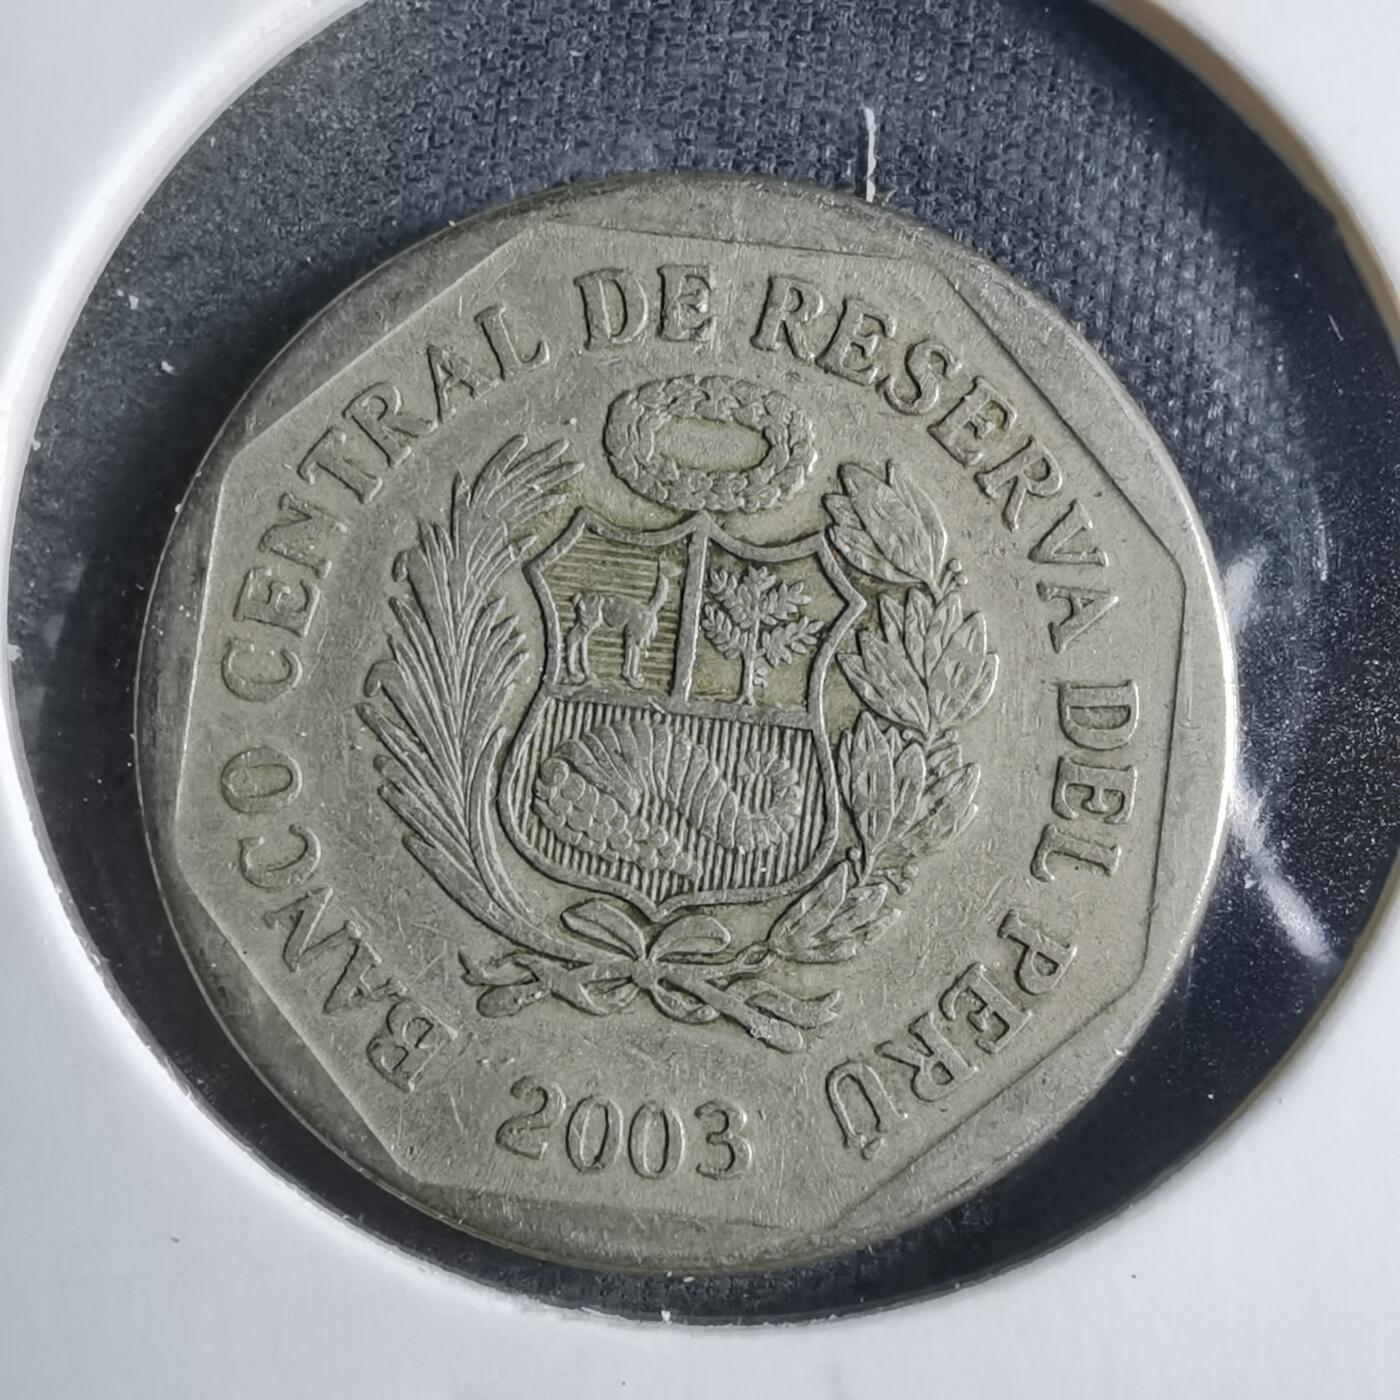 BANCO CENTRAL DE RESERVA DEL PERÚ
2003